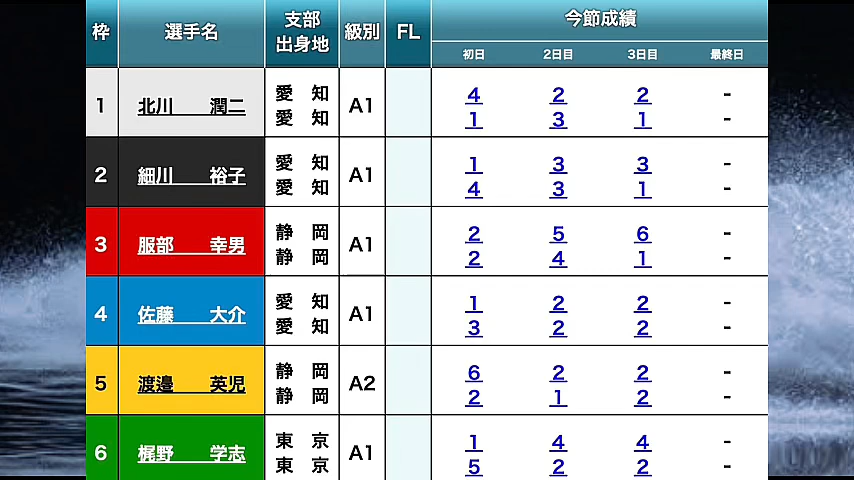 枠 選手名 支部 出身地 級別 FL 今節成績
初日 2日目 3日目 最終日
1 北川 潤二 愛知 愛知 A1 4 2 2 -
1 3 1 -
2 細川 裕子 愛知 愛知 A1 1 3 3 -
4 3 1 -
3 服部 幸男 静岡 静岡 A1 2 5 6 -
2 4 1 -
4 佐藤 大介 愛知 愛知 A1 1 2 2 -
3 2 2 -
5 渡邉 英児 静岡 静岡 A2 6 2 2 -
2 1 2 -
6 梶野 学志 東京 東京 A1 1 4 4 -
5 2 2 -